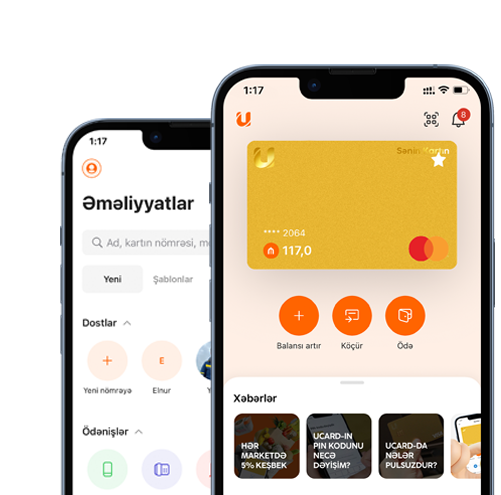 1:17
Əməliyyatlar
Ad, kartın nömrəsi, mo
Yeni
Şablonlar
Dostlar
E
Yeni nömrəyə
Elnur
Y
Ödənişlər
1:17
8
Sənin Kartın
**** 2064
117,0
Balansı artır
Köçür
Ödə
Xəbərlər
HƏR
MARKETDƏ
5% KEŞBEK
UCARD-IN
PIN KODUNU
NECƏ
DƏYİŞİM?
UCARD-DA
NƏLƏR
PULSUZDUR?